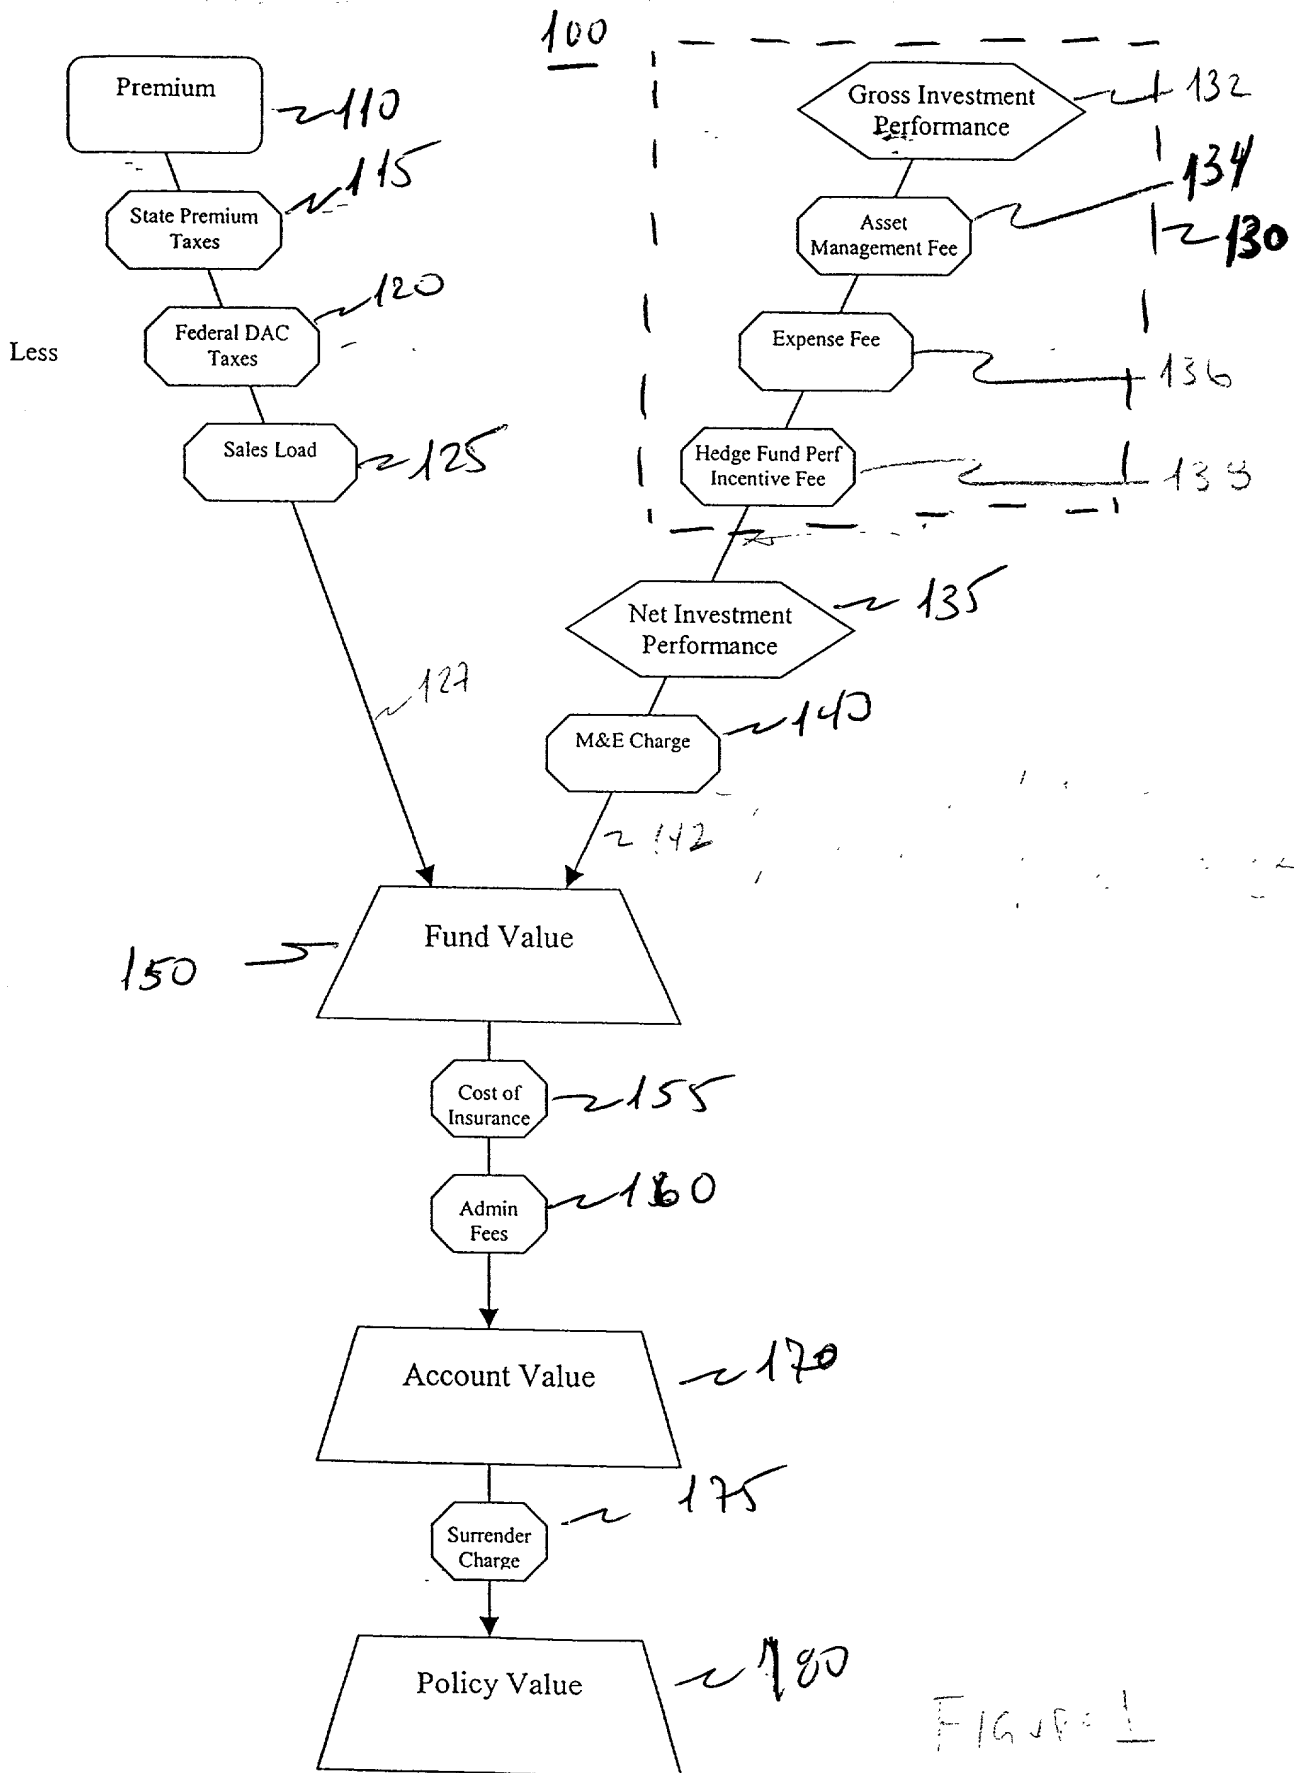 100
Premium
110
State Premium
Taxes
115
Less
Federal DAC
Taxes
120
Sales Load
125
127
Gross Investment
Performance
132
Asset
Management Fee
134
130
Expense Fee
136
Hedge Fund Perf
Incentive Fee
138
Net Investment
Performance
135
M&E Charge
140
142
Fund Value
150
Cost of
Insurance
155
Admin
Fees
160
Account Value
170
Surrender
Charge
175
Policy Value
180
FIGURE 1